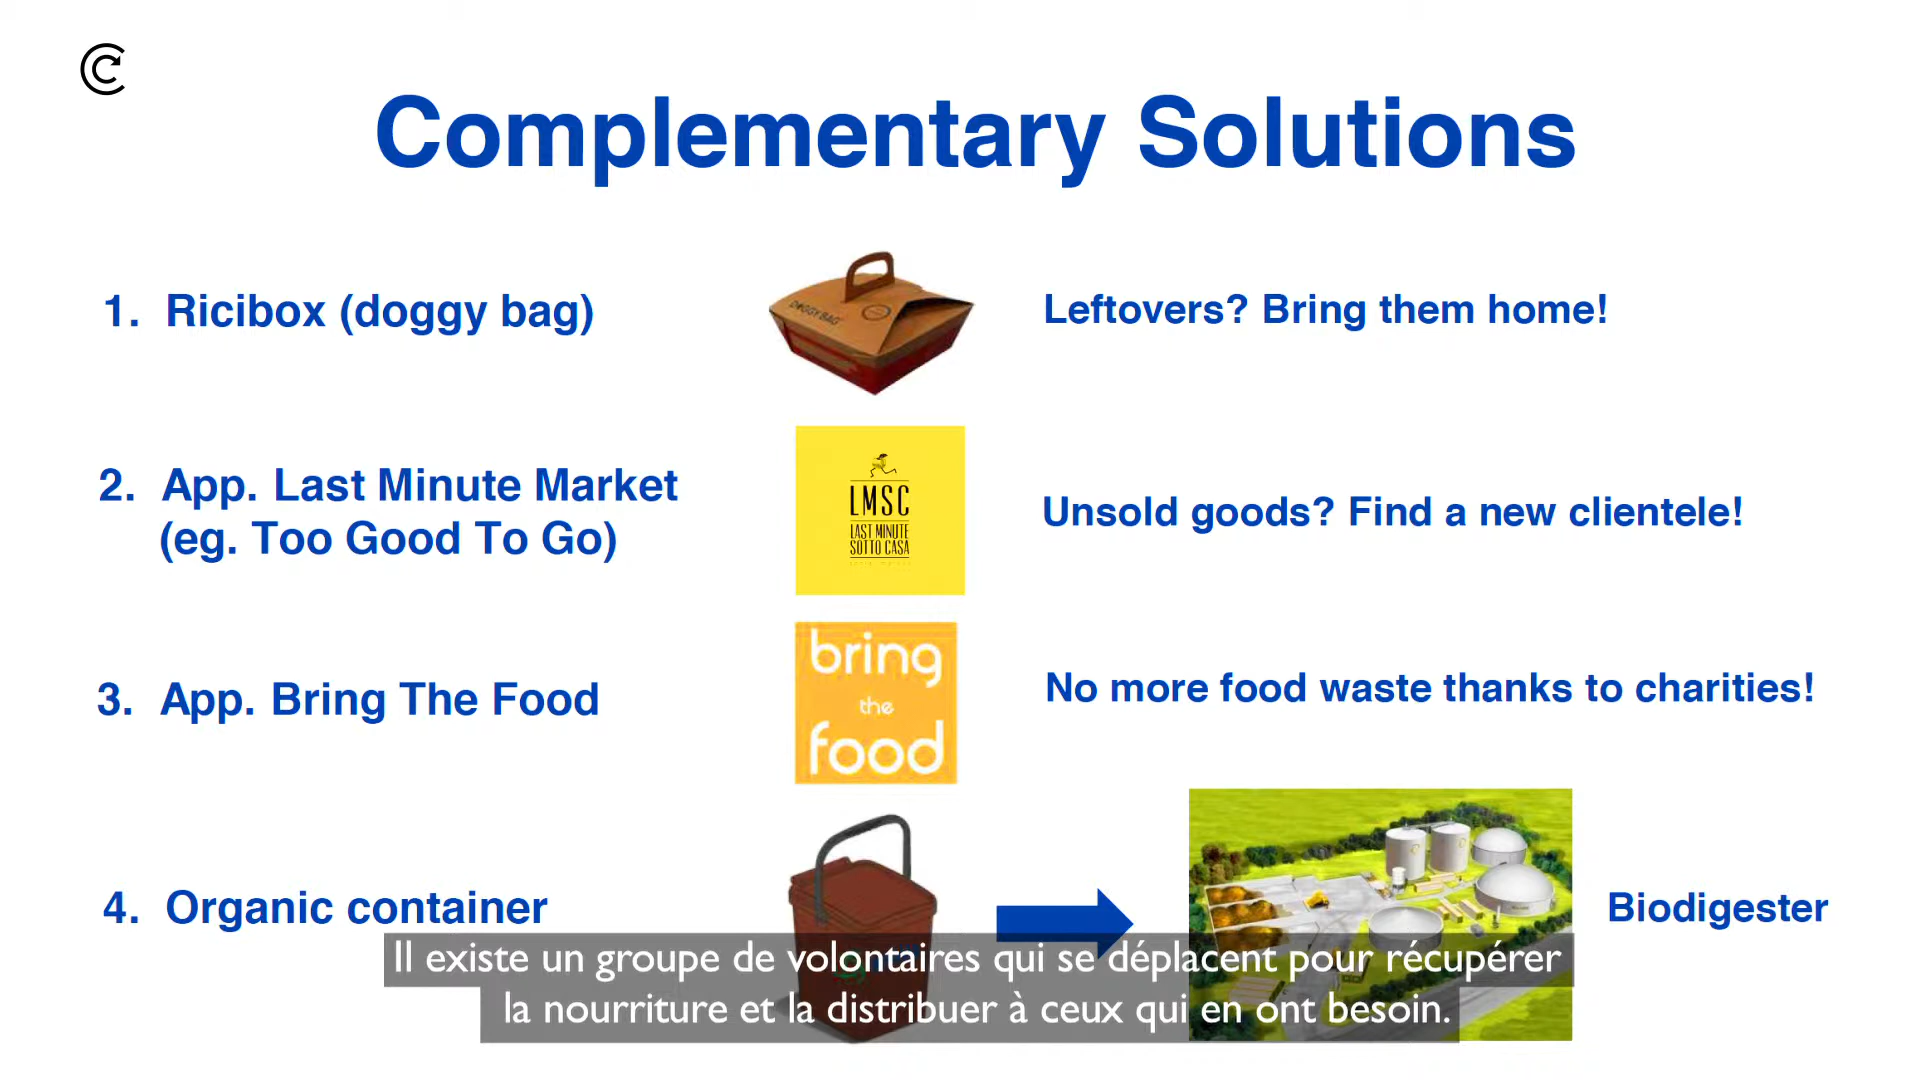 Complementary Solutions
1. Ricibox (doggy bag)
DOGGY BAG
Leftovers? Bring them home!
2. App. Last Minute Market
(eg. Too Good To Go)
LMSC
LAST MINUTE
SOTTO CASA
Unsold goods? Find a new clientele!
3. App. Bring The Food
bring
the
food
No more food waste thanks to charities!
4. Organic container
Biodigester
Il existe un groupe de volontaires qui se déplacent pour récupérer
la nourriture et la distribuer à ceux qui en ont besoin.